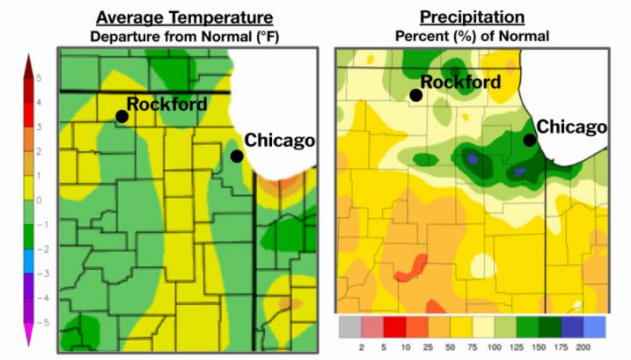 Average Temperature
Departure from Normal (°F)
Precipitation
Percent (%) of Normal
5
4
3
2
1
0
-1
-2
-3
-4
-5
Rockford
Chicago
Rockford
Chicago
2 5 10 25 50 75 100 125 150 175 200